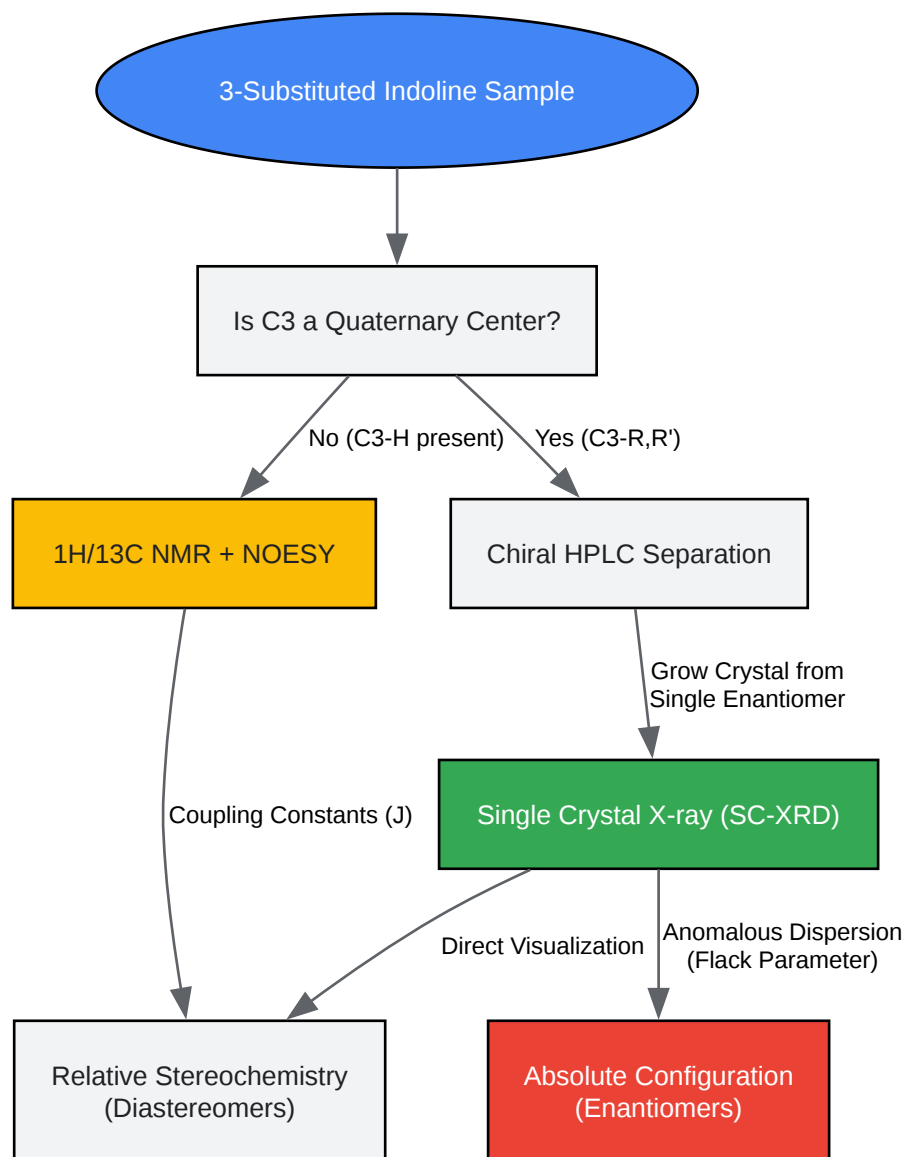 3-Substituted Indoline Sample
Is C3 a Quaternary Center?
No (C3-H present)
Yes (C3-R,R')
1H/13C NMR + NOESY
Chiral HPLC Separation
Grow Crystal from
Single Enantiomer
Coupling Constants (J)
Single Crystal X-ray (SC-XRD)
Direct Visualization
Anomalous Dispersion
(Flack Parameter)
Relative Stereochemistry
(Diastereomers)
Absolute Configuration
(Enantiomers)